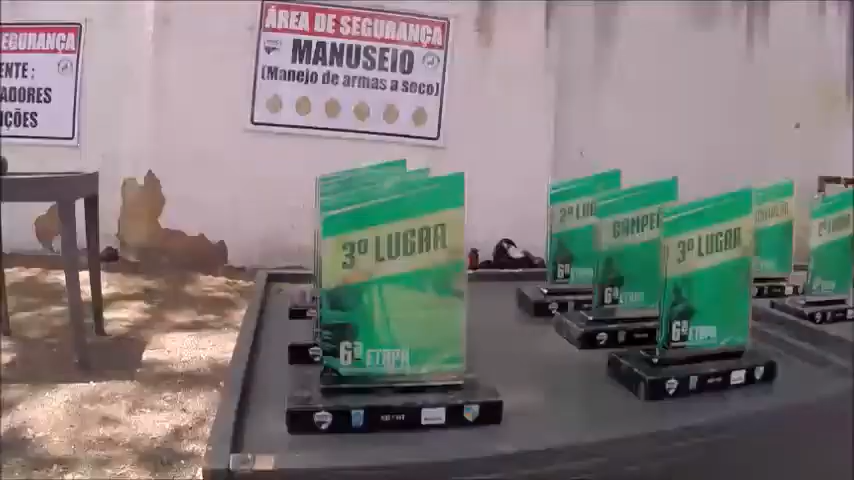 SEGURANÇA
ENTE:
ADORES
IÇÕES
ÁREA DE SEGURANÇA
MANUSEIO
(Manejo de armas a seco)
3º LUGAR
6ª ETAPA
2º LU
6ª
CAMPE
6ª ETAPA
3º LUGAR
6ª ETAPA